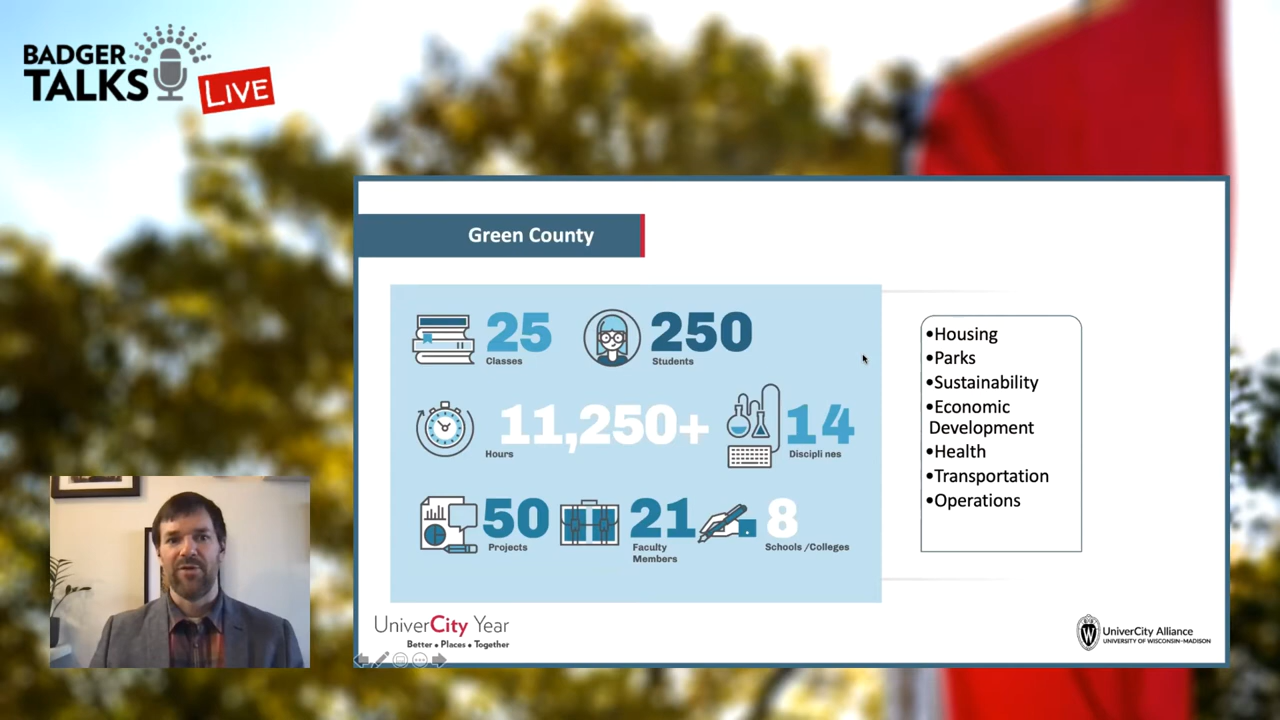 BADGER
TALKS
LIVE
Green County
25
Classes
250
Students
11,250+
Hours
14
Discipli nes
50
Projects
21
Faculty
Members
8
Schools /Colleges
•Housing
•Parks
•Sustainability
•Economic
Development
•Health
•Transportation
•Operations
UniverCity Year
Better • Places • Together
W
UniverCity Alliance
UNIVERSITY OF WISCONSIN–MADISON